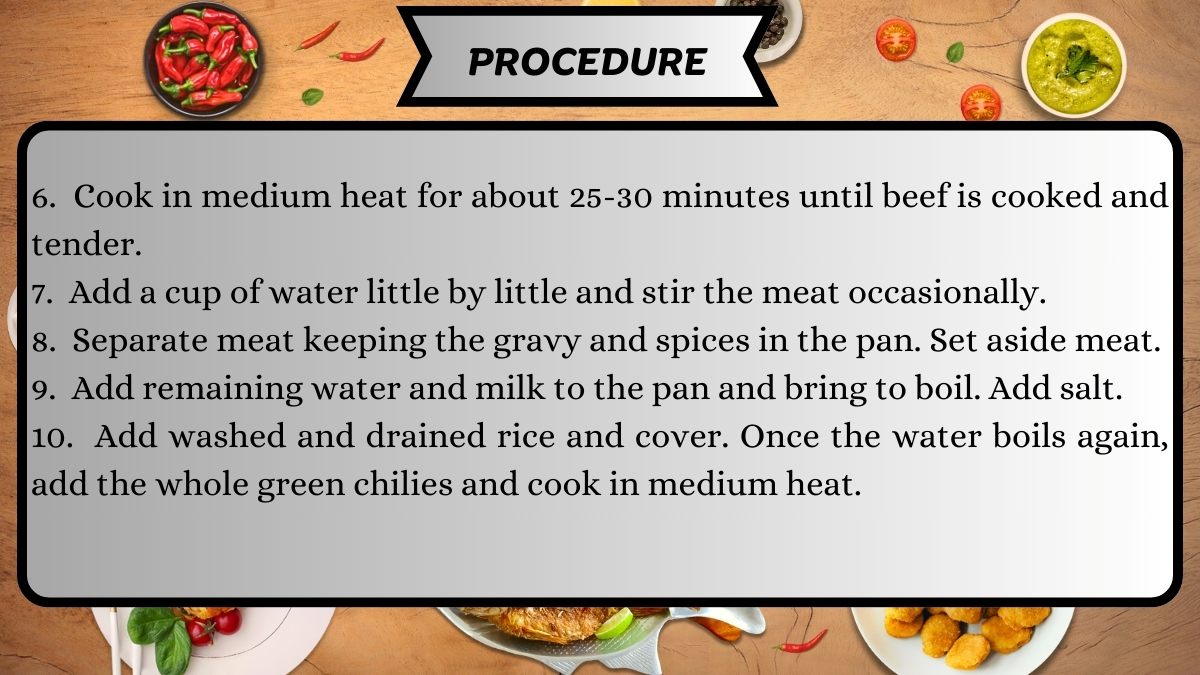 PROCEDURE
6. Cook in medium heat for about 25-30 minutes until beef is cooked and
tender.
7. Add a cup of water little by little and stir the meat occasionally.
8. Separate meat keeping the gravy and spices in the pan. Set aside meat.
9. Add remaining water and milk to the pan and bring to boil. Add salt.
10. Add washed and drained rice and cover. Once the water boils again,
add the whole green chilies and cook in medium heat.